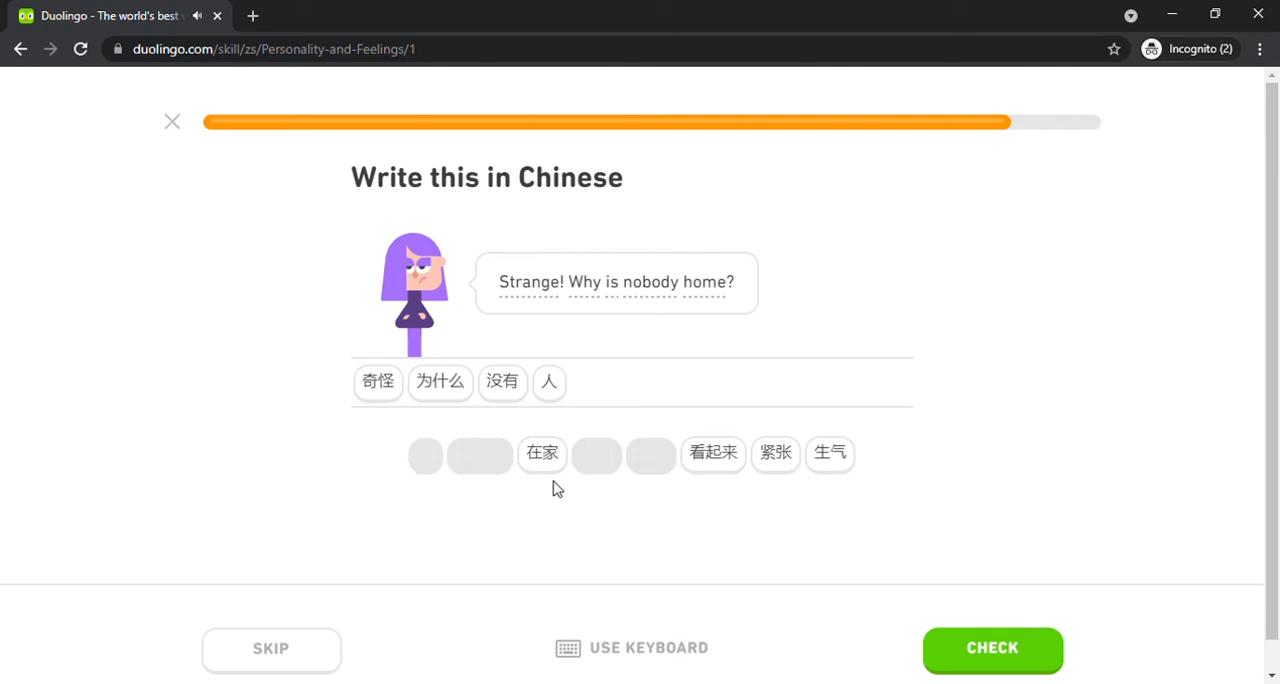 Duolingo - The world's best
duolingo.com/skill/zs/Personality-and-Feelings/1
Incognito (2)
Write this in Chinese
Strange! Why is nobody home?
奇怪 为什么 没有 人
在家 看起来 紧张 生气
SKIP
USE KEYBOARD
CHECK